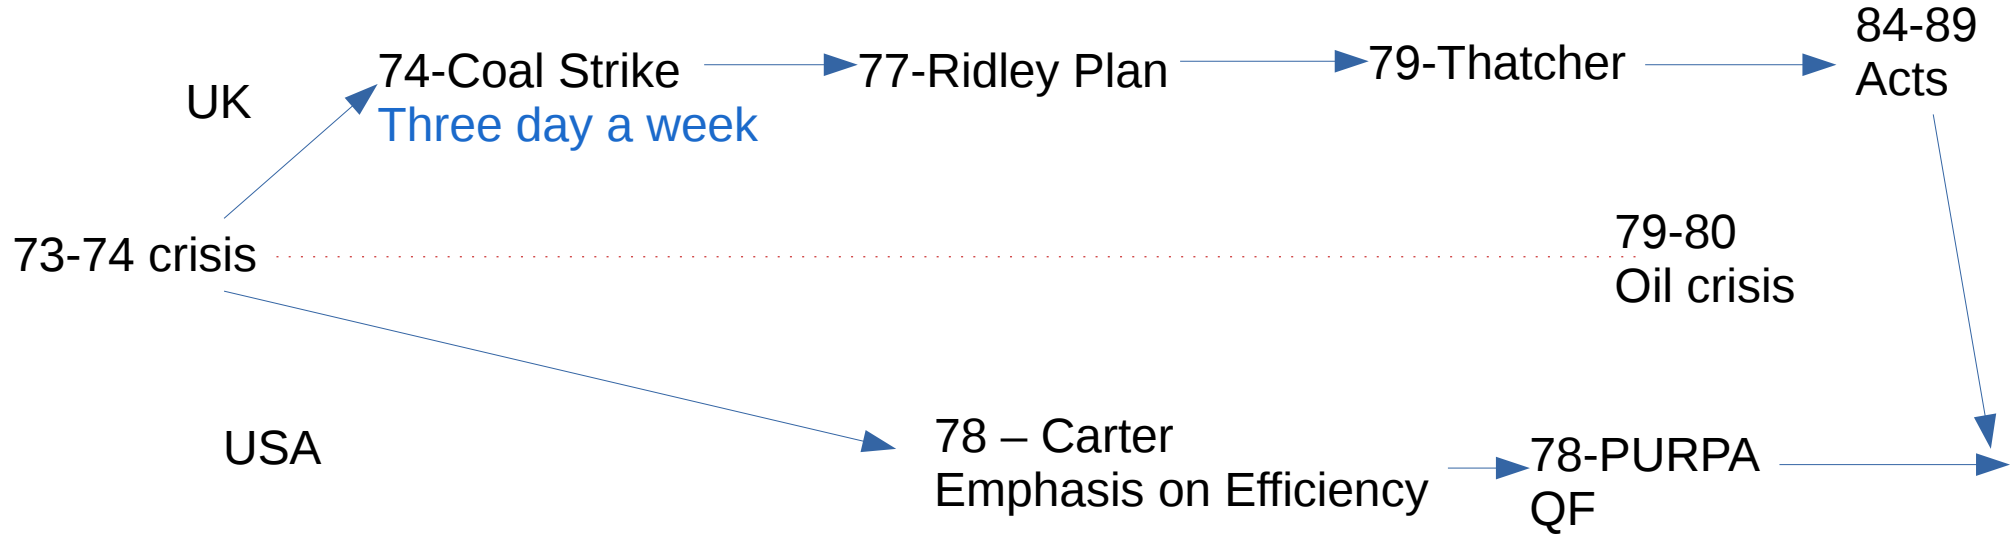 UK
74-Coal Strike
Three day a week
77-Ridley Plan
79-Thatcher
84-89
Acts
73-74 crisis
79-80
Oil crisis
USA
78 – Carter
Emphasis on Efficiency
78-PURPA
QF